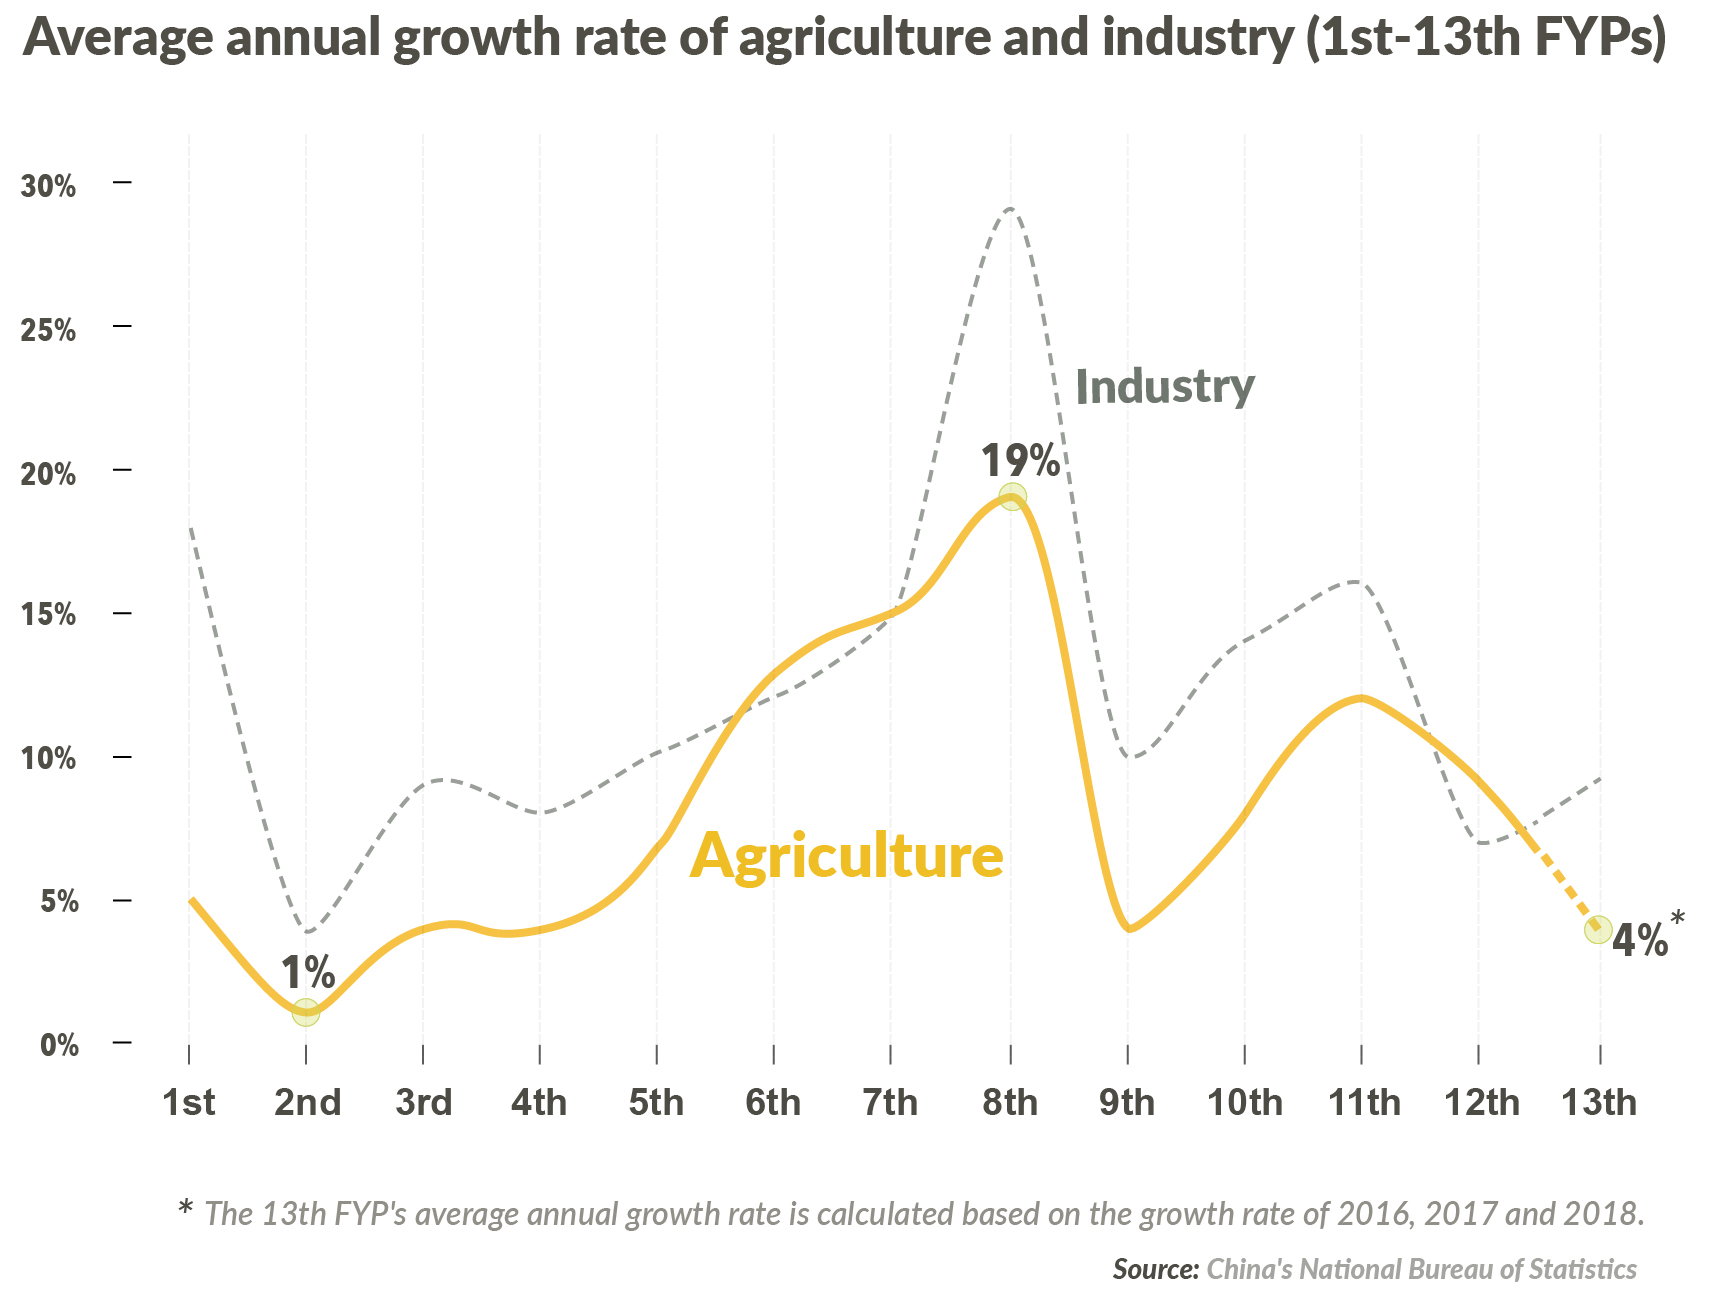 Average annual growth rate of agriculture and industry (1st-13th FYPs)
30%
25%
Industry
19%
20%
15%
10%
Agriculture
5%
4%*
1%
0%
1st 2nd 3rd 4th 5th 6th 7th 8th 9th 10th 11th 12th 13th
* The 13th FYP's average annual growth rate is calculated based on the growth rate of 2016, 2017 and 2018.
Source: China's National Bureau of Statistics